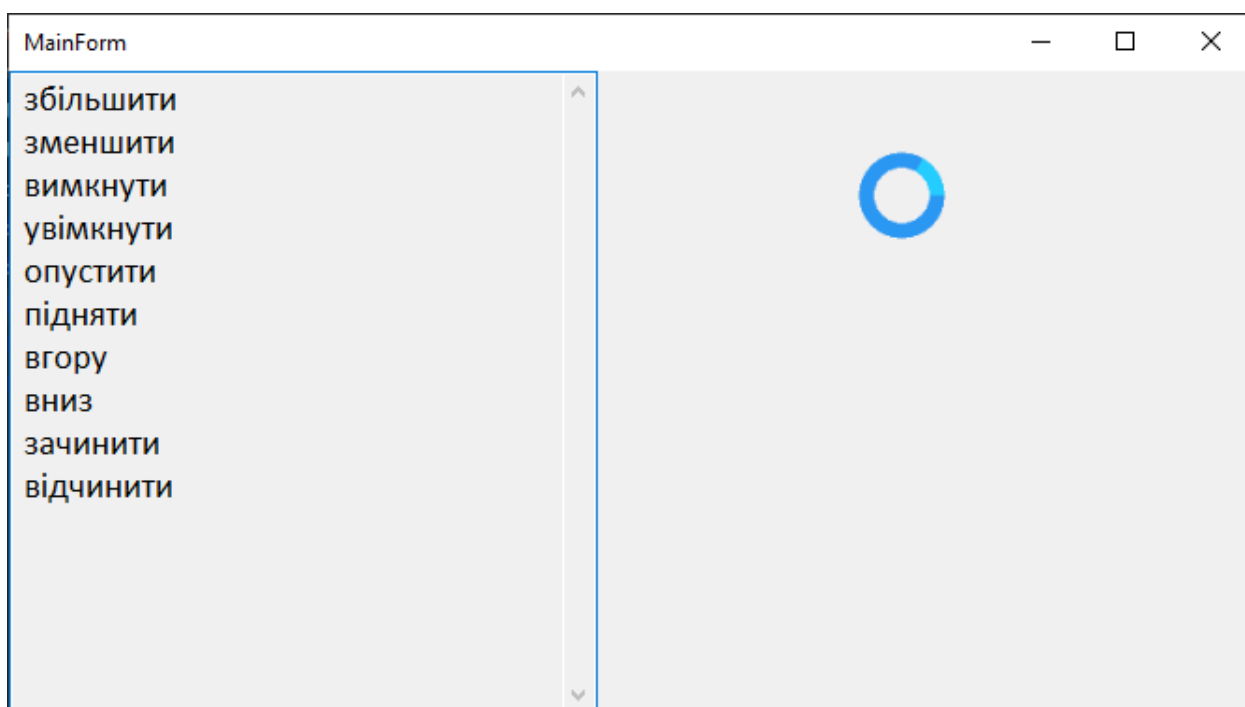 MainForm
збільшити
зменшити
вимкнути
увімкнути
опустити
підняти
вгору
вниз
зачинити
відчинити